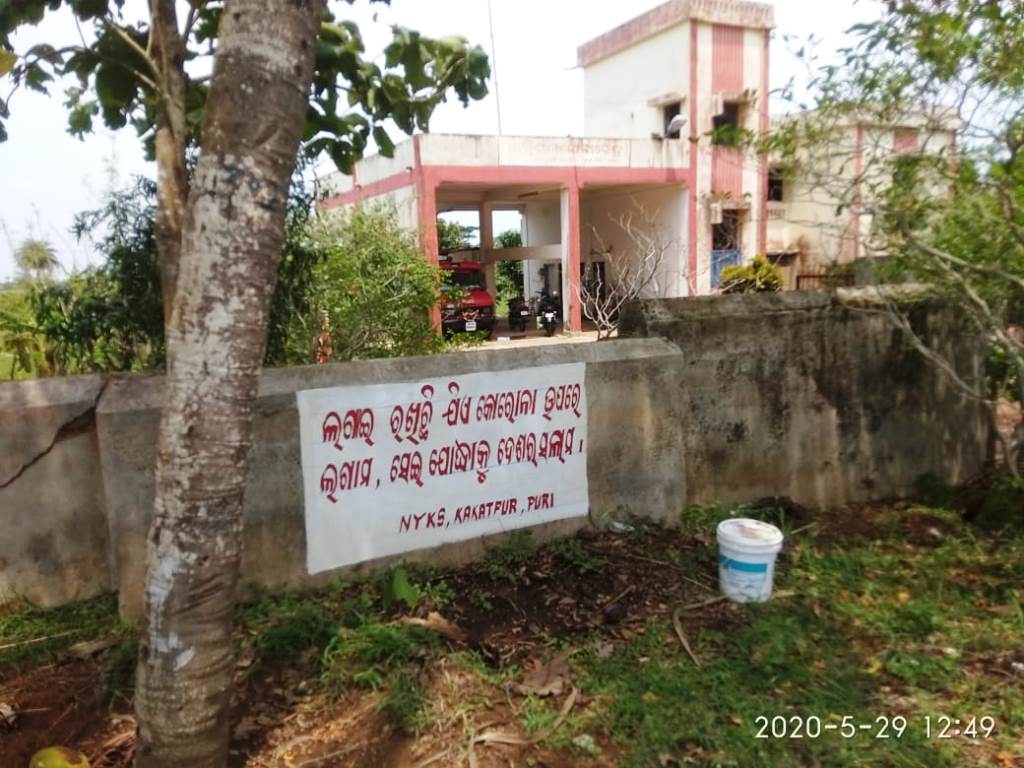 ଲଗାଇ ରଖିଚି ଯିଏ କୋରୋନା ଉପରେ
ଲଗାମ, ସେଇ ଯୋଦ୍ଧାକୁ ଦେଶର ସଲାମ।
NYKS, KAKATPUR, PURI
2020-5-29 12:49